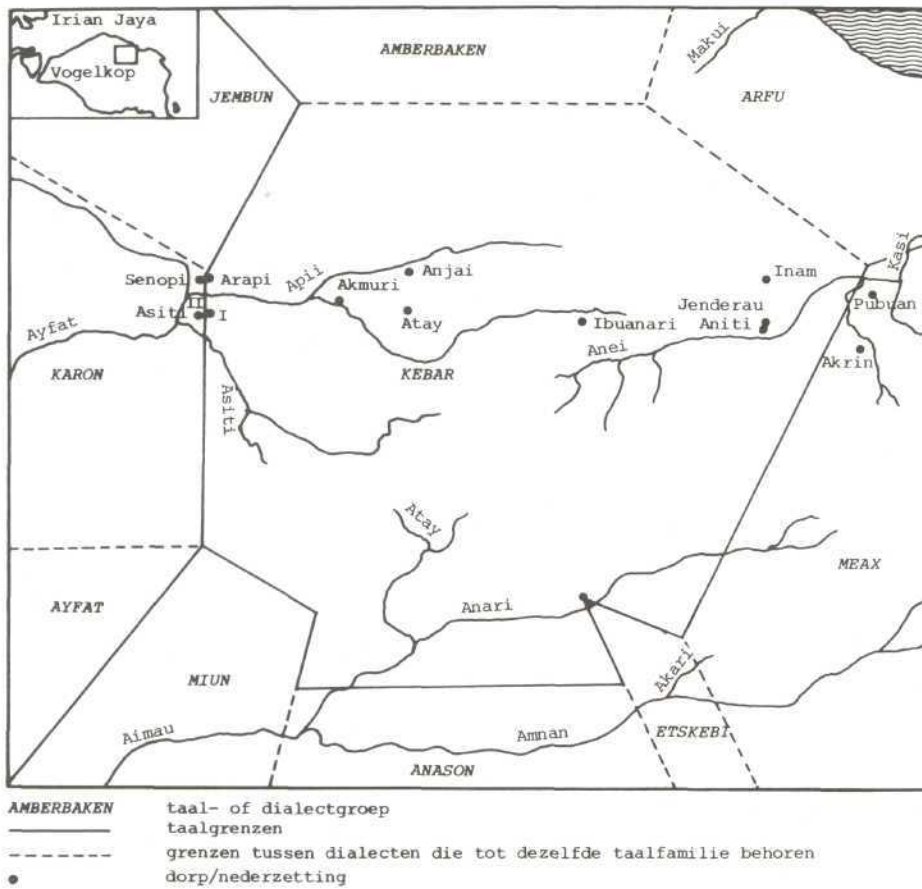 Irian Jaya
Vogelkop
JEMBUN
AMBERBAKEN
Makui
ARFU
Senopi
Arapi
Apii
Akmuri
Anjai
Inam
Kasi
II
Asiti
I
Atay
Ibuanari
Jenderau
Aniti
Pubuan
Ayfat
KARON
KEBAR
Anei
Akrin
Asiti
Atay
AYFAT
Anari
MEAX
MIUN
Akari
Aimau
Amnan
ETSKEBI
ANASON
AMBERBAKEN taal- of dialectgroep
taalgrenzen
grenzen tussen dialecten die tot dezelfde taalfamilie behoren
dorp/nederzetting